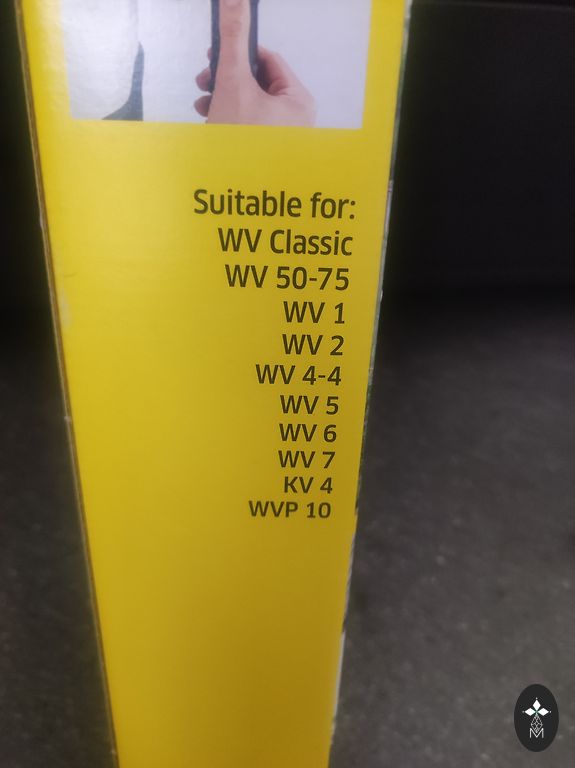 Suitable for:
WV Classic
WV 50-75
WV 1
WV 2
WV 4-4
WV 5
WV 6
WV 7
KV 4
WVP 10
M